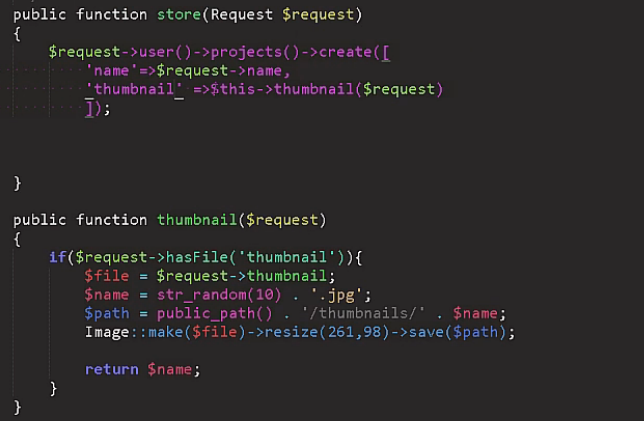 public function store(Request $request)
{
$request->user()->projects()->create([
'name'=>$request->name,
'thumbnail' =>$this->thumbnail($request)
]);
}
public function thumbnail($request)
{
if($request->hasFile('thumbnail')){
$file = $request->thumbnail;
$name = str_random(10) . '.jpg';
$path = public_path() . '/thumbnails/' . $name;
Image::make($file)->resize(261,98)->save($path);
return $name;
}
}